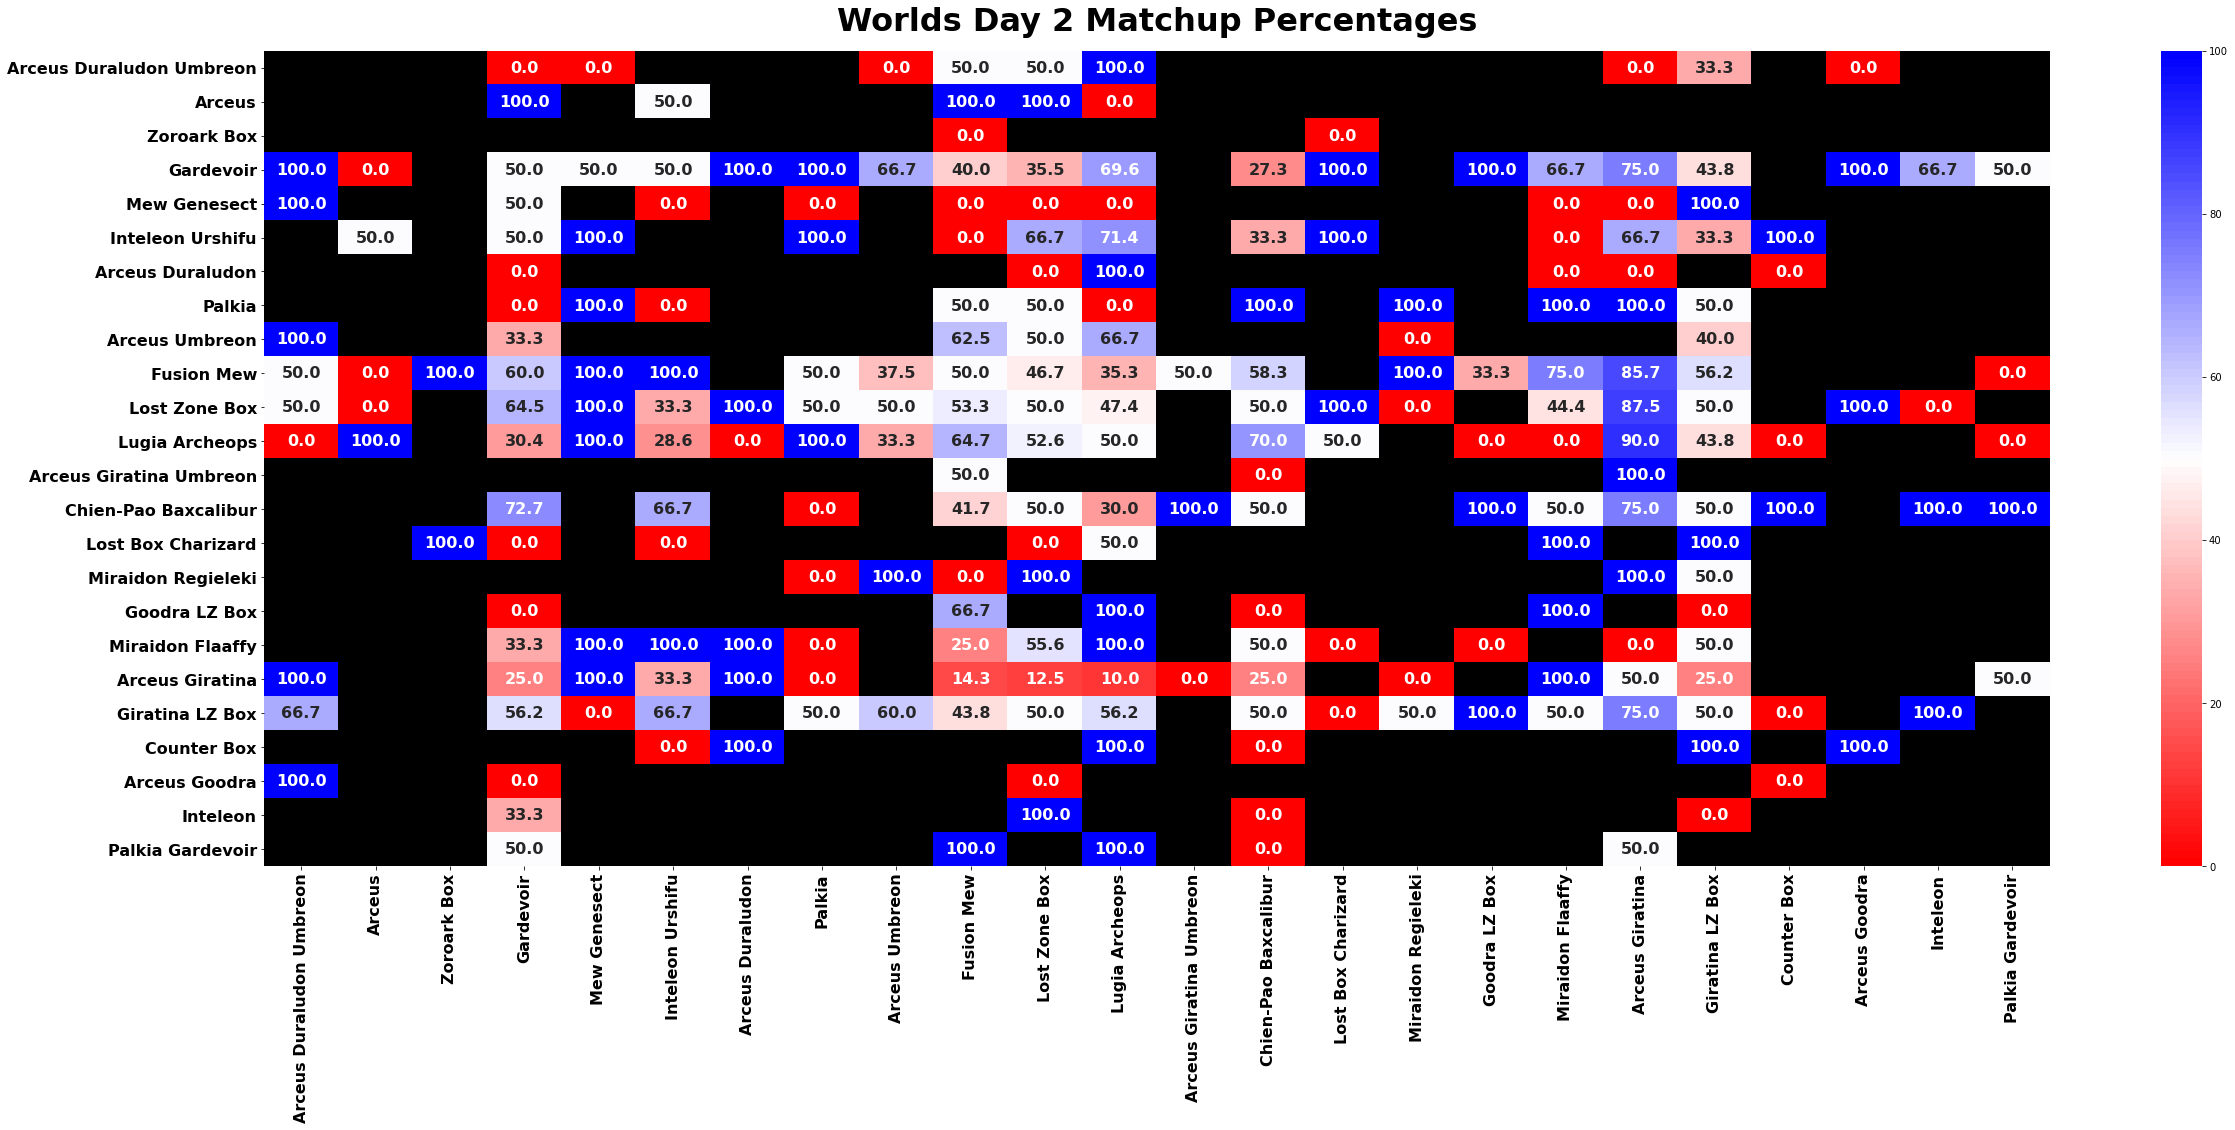 Worlds Day 2 Matchup Percentages
Arceus Duraludon Umbreon 0.0 0.0 0.0 50.0 50.0 100.0 0.0 33.3 0.0
Arceus 100.0 50.0 100.0 100.0 0.0
Zoroark Box 0.0 0.0
Gardevoir 100.0 0.0 50.0 50.0 50.0 100.0 100.0 66.7 40.0 35.5 69.6 27.3 100.0 100.0 66.7 75.0 43.8 100.0 66.7 50.0
Mew Genesect 100.0 50.0 0.0 0.0 0.0 0.0 0.0 0.0 0.0 100.0
Inteleon Urshifu 50.0 50.0 100.0 100.0 0.0 66.7 71.4 33.3 100.0 0.0 66.7 33.3 100.0
Arceus Duraludon 0.0 0.0 100.0 0.0 0.0 0.0
Palkia 0.0 100.0 0.0 50.0 50.0 0.0 100.0 100.0 100.0 100.0 50.0
Arceus Umbreon 100.0 33.3 62.5 50.0 66.7 0.0 40.0
Fusion Mew 50.0 0.0 100.0 60.0 100.0 100.0 50.0 37.5 50.0 46.7 35.3 50.0 58.3 100.0 33.3 75.0 85.7 56.2 0.0
Lost Zone Box 50.0 0.0 64.5 100.0 33.3 100.0 50.0 50.0 53.3 50.0 47.4 50.0 100.0 0.0 44.4 87.5 50.0 100.0 0.0
Lugia Archeops 0.0 100.0 30.4 100.0 28.6 0.0 100.0 33.3 64.7 52.6 50.0 70.0 50.0 0.0 0.0 90.0 43.8 0.0 0.0
Arceus Giratina Umbreon 50.0 0.0 100.0
Chien-Pao Baxcalibur 72.7 66.7 0.0 41.7 50.0 30.0 100.0 50.0 100.0 50.0 75.0 50.0 100.0 100.0 100.0
Lost Box Charizard 100.0 0.0 0.0 0.0 50.0 100.0 100.0
Miraidon Regieleki 0.0 100.0 0.0 100.0 100.0 50.0
Goodra LZ Box 0.0 66.7 100.0 0.0 100.0 0.0
Miraidon Flaaffy 33.3 100.0 100.0 100.0 0.0 25.0 55.6 100.0 50.0 0.0 0.0 0.0 50.0
Arceus Giratina 100.0 25.0 100.0 33.3 100.0 0.0 14.3 12.5 10.0 0.0 25.0 0.0 100.0 50.0 25.0 50.0
Giratina LZ Box 66.7 56.2 0.0 66.7 50.0 60.0 43.8 50.0 56.2 50.0 0.0 50.0 100.0 50.0 75.0 50.0 0.0 100.0
Counter Box 0.0 100.0 100.0 0.0 100.0 100.0
Arceus Goodra 100.0 0.0 0.0 0.0
Inteleon 33.3 100.0 0.0 0.0
Palkia Gardevoir 50.0 100.0 100.0 0.0 50.0
Arceus Duraludon Umbreon
Arceus
Zoroark Box
Gardevoir
Mew Genesect
Inteleon Urshifu
Arceus Duraludon
Palkia
Arceus Umbreon
Fusion Mew
Lost Zone Box
Lugia Archeops
Arceus Giratina Umbreon
Chien-Pao Baxcalibur
Lost Box Charizard
Miraidon Regieleki
Goodra LZ Box
Miraidon Flaaffy
Arceus Giratina
Giratina LZ Box
Counter Box
Arceus Goodra
Inteleon
Palkia Gardevoir
100
80
60
40
20
0